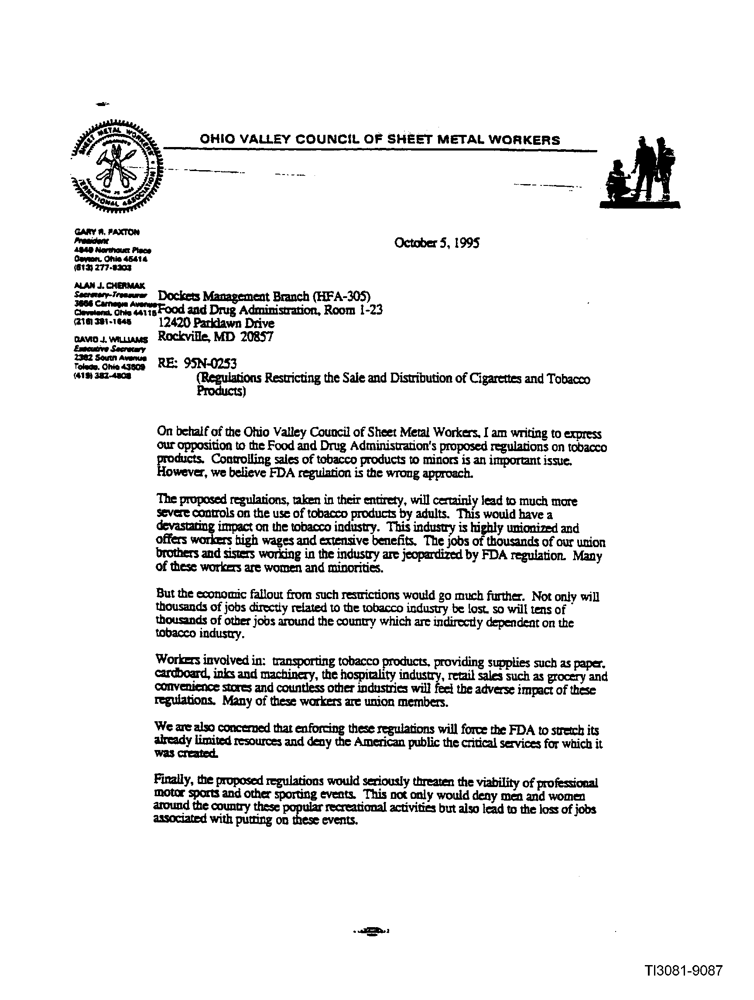 SHEET METAL WORKERS
INTERNATIONAL ASSOCIATION
OHIO VALLEY COUNCIL OF SHEET METAL WORKERS
GARY R. PAXTON
President
4949 Northcutt Place
Dayton, Ohio 45414
(513) 277-9303
October 5, 1995
ALAN J. CHERMAK
Secretary-Treasurer
3666 Carnegie Avenue
Cleveland, Ohio 44115
(216) 391-1645
DAVID J. WILLIAMS
Executive Secretary
2382 South Avenue
Toledo, Ohio 43609
(419) 382-4808
Dockets Management Branch (HFA-305)
Food and Drug Administration, Room 1-23
12420 Parklawn Drive
Rockville, MD 20857
RE: 95N-0253
(Regulations Restricting the Sale and Distribution of Cigarettes and Tobacco
Products)
On behalf of the Ohio Valley Council of Sheet Metal Workers, I am writing to express
our opposition to the Food and Drug Administration's proposed regulations on tobacco
products. Controlling sales of tobacco products to minors is an important issue.
However, we believe FDA regulation is the wrong approach.
The proposed regulations, taken in their entirety, will certainly lead to much more
severe controls on the use of tobacco products by adults. This would have a
devastating impact on the tobacco industry. This industry is highly unionized and
offers workers high wages and extensive benefits. The jobs of thousands of our union
brothers and sisters working in the industry are jeopardized by FDA regulation. Many
of these workers are women and minorities.
But the economic fallout from such restrictions would go much further. Not only will
thousands of jobs directly related to the tobacco industry be lost, so will tens of
thousands of other jobs around the country which are indirectly dependent on the
tobacco industry.
Workers involved in: transporting tobacco products, providing supplies such as paper,
cardboard, inks and machinery, the hospitality industry, retail sales such as grocery and
convenience stores and countless other industries will feel the adverse impact of these
regulations. Many of these workers are union members.
We are also concerned that enforcing these regulations will force the FDA to stretch its
already limited resources and deny the American public the critical services for which it
was created.
Finally, the proposed regulations would seriously threaten the viability of professional
motor sports and other sporting events. This not only would deny men and women
around the country these popular recreational activities but also lead to the loss of jobs
associated with putting on these events.
TI3081-9087